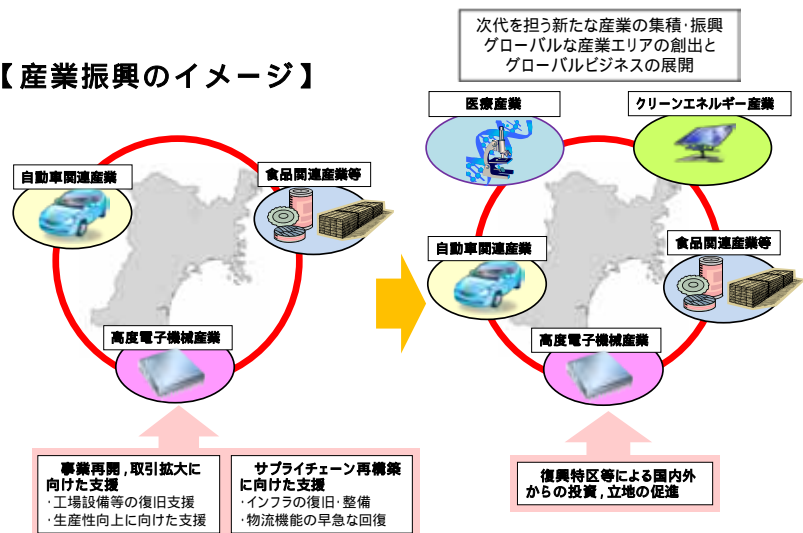 【産業振興のイメージ】
次代を担う新たな産業の集積・振興
グローバルな産業エリアの創出と
グローバルビジネスの展開
自動車関連産業
食品関連産業等
高度電子機械産業
事業再開,取引拡大に
向けた支援
・工場設備等の復旧支援
・生産性向上に向けた支援
サプライチェーン再構築
に向けた支援
・インフラの復旧・整備
・物流機能の早急な回復
医療産業
クリーンエネルギー産業
自動車関連産業
食品関連産業等
高度電子機械産業
復興特区等による国内外
からの投資,立地の促進